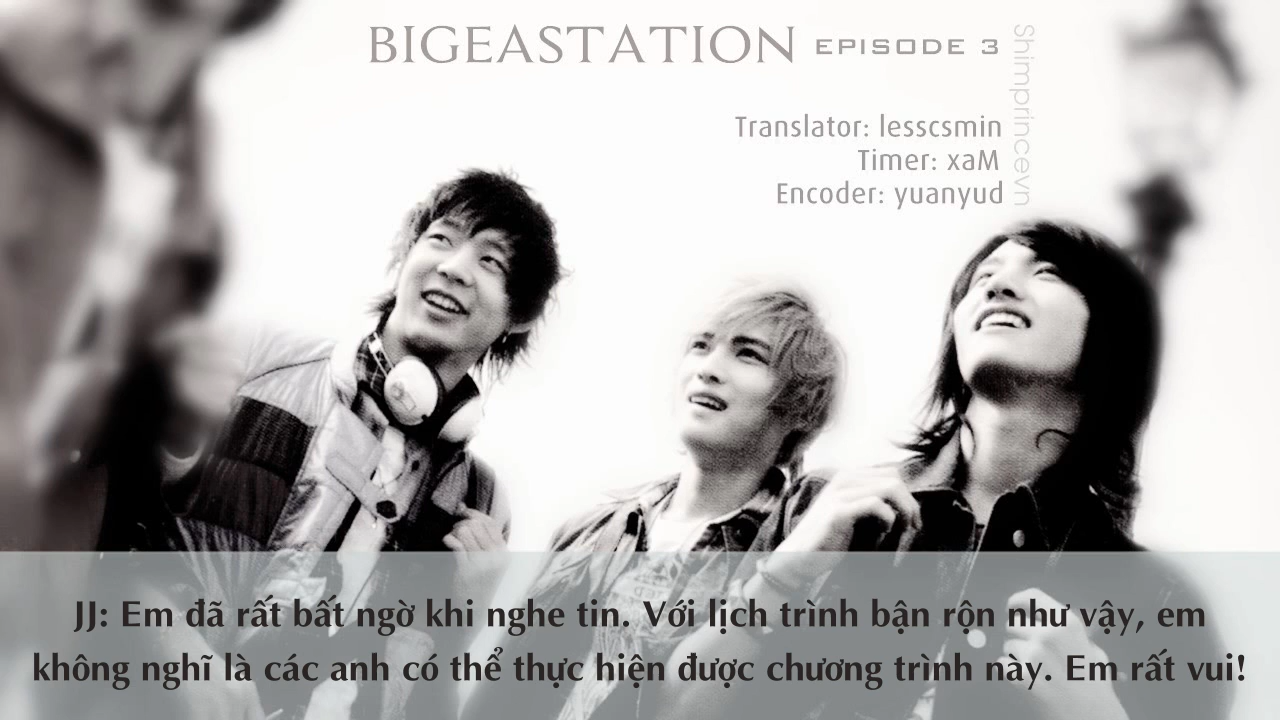 BIGEASTATION EPISODE 3
Shimprincevn
Translator: lesscsmin
Timer: xaM
Encoder: yuanyud
JJ: Em đã rất bất ngờ khi nghe tin. Với lịch trình bận rộn như vậy, em
không nghĩ là các anh có thể thực hiện được chương trình này. Em rất vui!